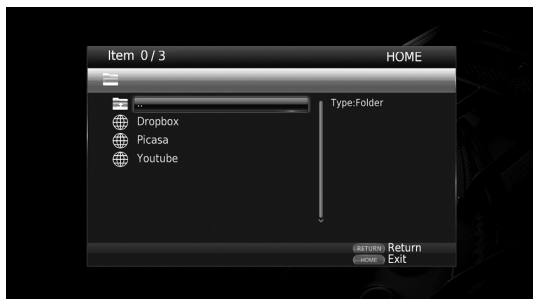 Item 0/3 HOME
.. Type:Folder
Dropbox
Picasa
Youtube
RETURN Return
HOME Exit